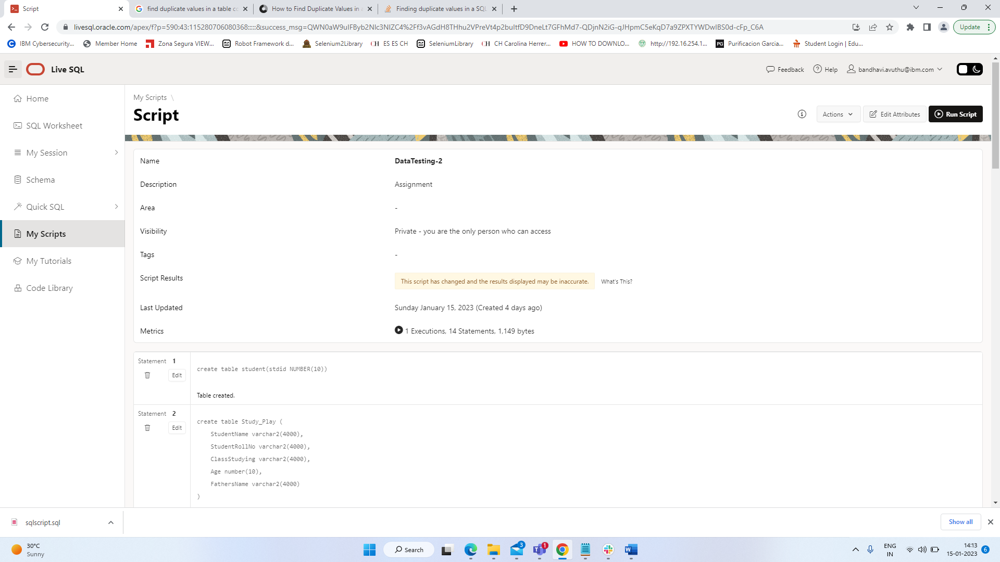 Script
find duplicate values in a table co
How to Find Duplicate Values in a
Finding duplicate values in a SQL
livesql.oracle.com/apex/f?p=590:43:115280706080368:::::&success_msg=QWN0aW9uIFByb2Nlc3NlZC4%2Ff3vAGdH8THhu2VPreVt4p2buItfD9DneLt7GFhMd7-QDjnN2iG-qJHpmC5eKqD7a9ZPXTYWDwIBS0d-cFp_C6A
Update
IBM Cybersecurity...
Member Home
Zona Segura VIEW...
Robot Framework d...
Selenium2Library
CH ES ES CH
SeleniumLibrary
CH CH Carolina Herrer...
HOW TO DOWNLO...
http://192.16.254.1...
PG Purificacion Garcia...
Student Login | Edu...
Live SQL
Feedback
Help
bandhavi.avuthu@ibm.com
Home
SQL Worksheet
My Session
Schema
Quick SQL
My Scripts
My Tutorials
Code Library
My Scripts \
Script
Actions
Edit Attributes
Run Script
Name DataTesting-2
Description Assignment
Area -
Visibility Private - you are the only person who can access
Tags -
Script Results This script has changed and the results displayed may be inaccurate. What's This?
Last Updated Sunday January 15, 2023 (Created 4 days ago)
Metrics 1 Executions, 14 Statements, 1,149 bytes
Statement 1
Edit
create table student(stdid NUMBER(10))
Table created.
Statement 2
Edit
create table Study_Play (
StudentName varchar2(4000),
StudentRollNo varchar2(4000),
ClassStudying varchar2(4000),
Age number(10),
FathersName varchar2(4000)
)
sqlscript.sql
Show all
30°C
Sunny
Search
3
1
ENG
IN
14:13
15-01-2023
6